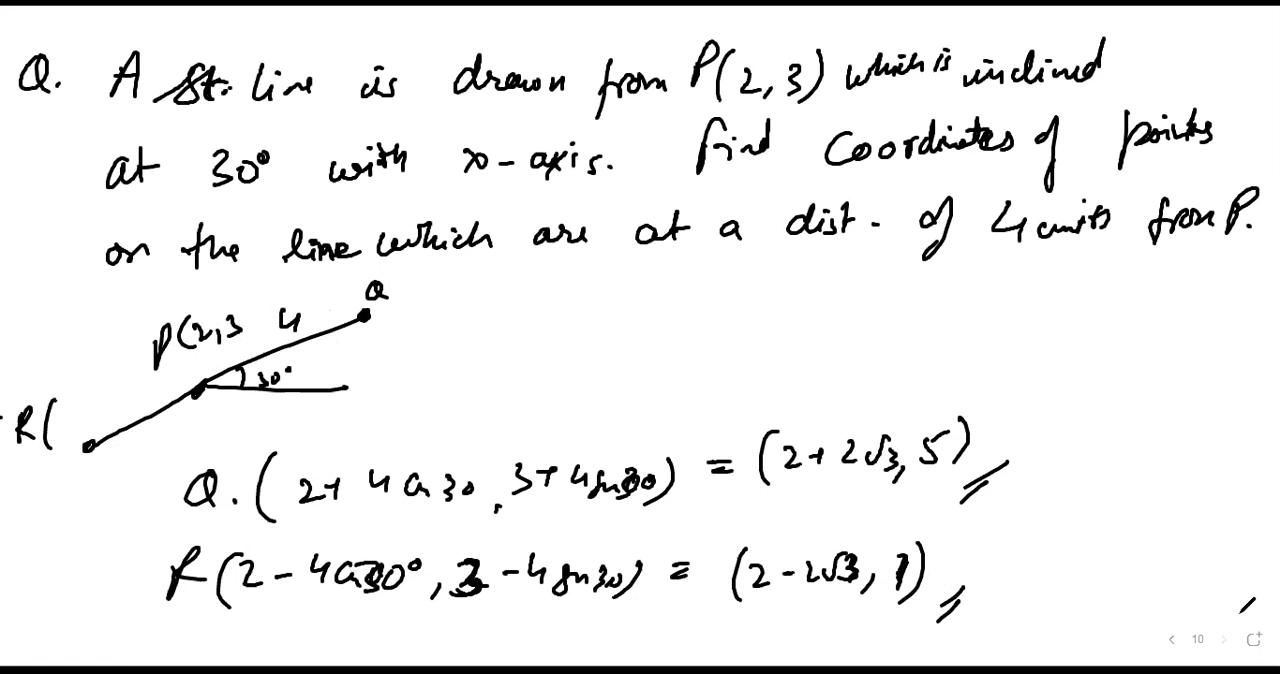 Q. A St. line is drawn from P(2,3) which is inclined
at 30° with x-axis. Find Coordinates of points
on the line which are at a dist. of 4 units from P.
Q
P(2,3 4
30°
R(
Q. (2+4cos30, 3+4sin30) = (2+2√3, 5)
R(2-4cos30°, 3-4sin30) = (2-2√3, 1)
< 10 >